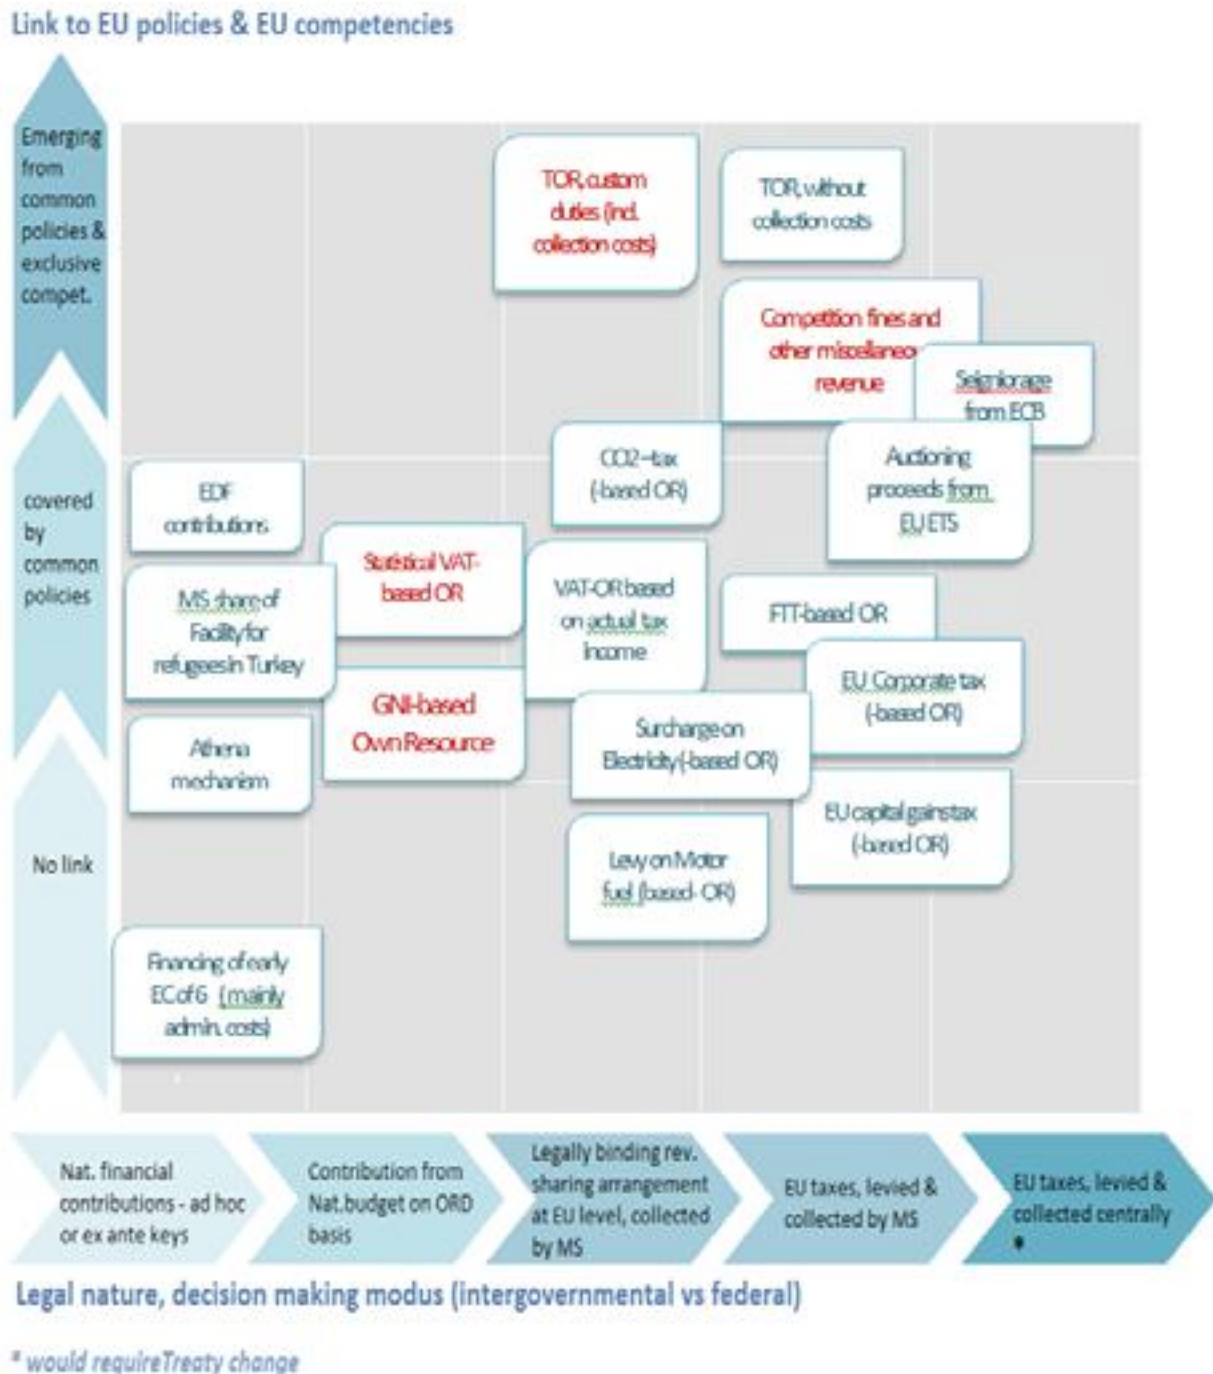 Link to EU policies & EU competencies
Emerging
from
common
policies &
exclusive
compet.
covered
by
common
policies
No link
TOR, custom
duties (incl.
collection costs)
TOR, without
collection costs
Competition fines and
other miscellaneo
revenue
Seigniorage
from ECB
CO2–tax
(-based OR)
Auctioning
proceeds from
EU ETS
EDF
contributions
Statistical VAT-
based OR
VAT-OR based
on actual tax
income
FTT-based OR
MS share of
Facility for
refugees in Turkey
EU Corporate tax
(-based OR)
GNI-based
Own Resource
Surcharge on
Electricity (-based OR)
Athena
mechanism
EU capital gains tax
(-based OR)
Levy on Motor
fuel (based- OR)
Financing of early
EC of 6 (mainly
admin. costs)
Nat. financial
contributions - ad hoc
or ex ante keys
Contribution from
Nat.budget on ORD
basis
Legally binding rev.
sharing arrangement
at EU level, collected
by MS
EU taxes, levied &
collected by MS
EU taxes, levied &
collected centrally
*
Legal nature, decision making modus (intergovernmental vs federal)
* would requireTreaty change